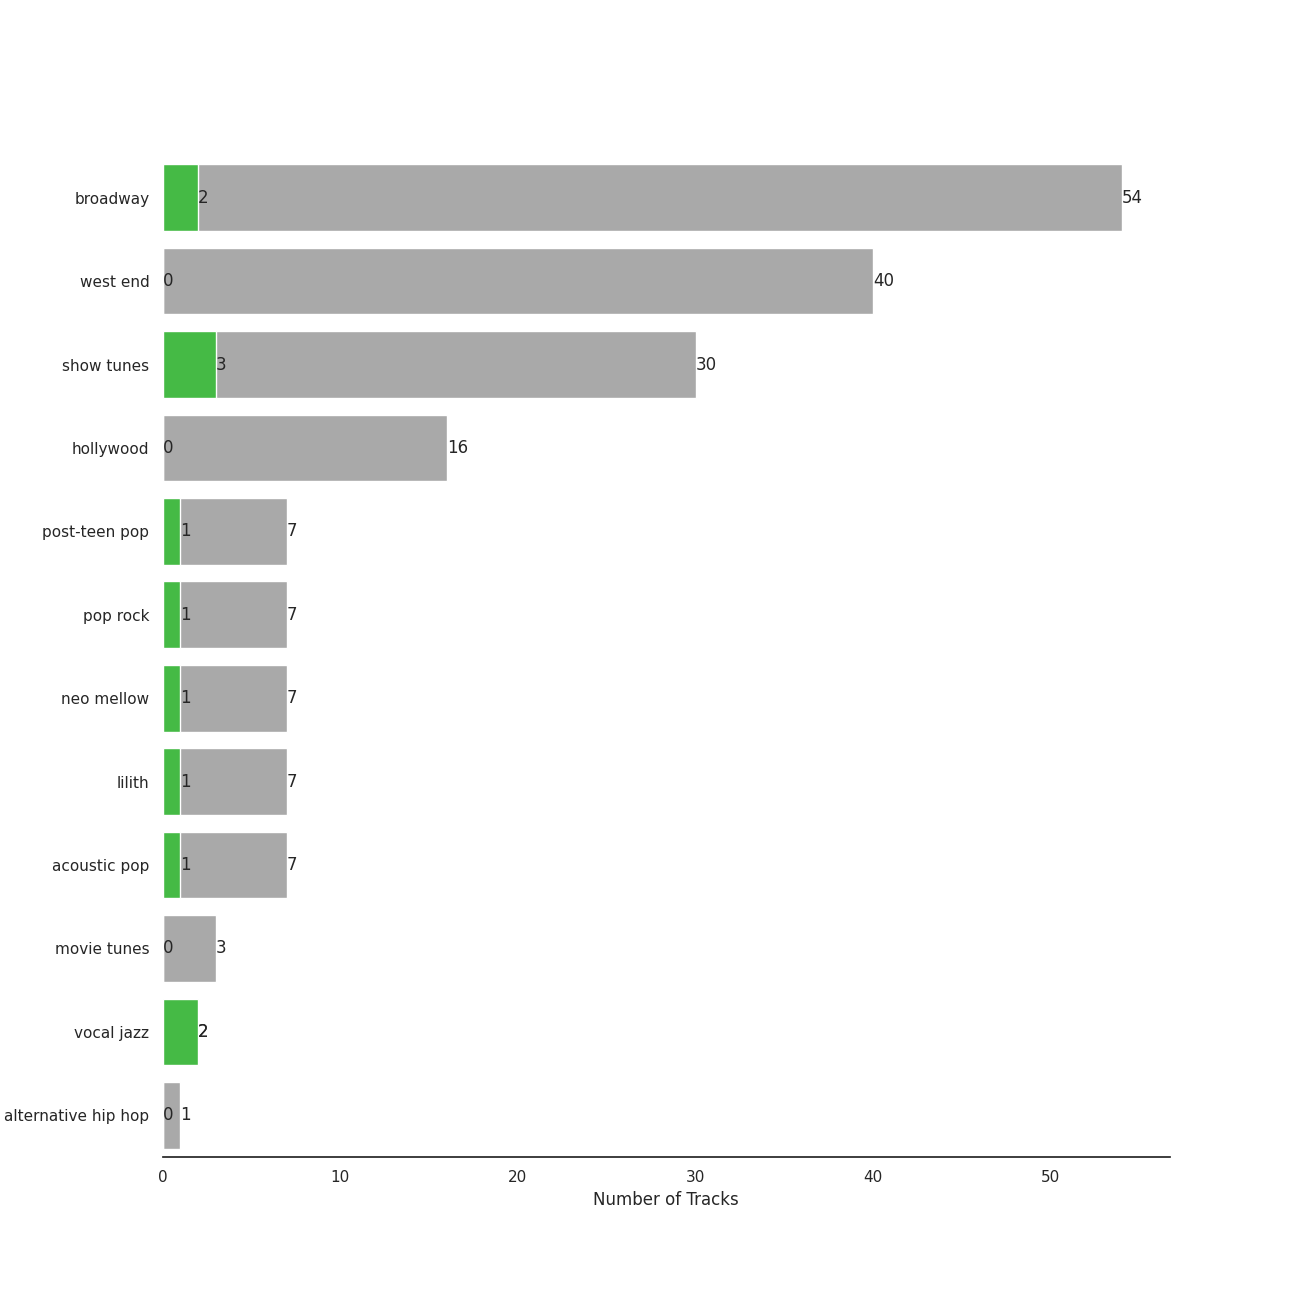 broadway 2 54
west end 0 40
show tunes 3 30
hollywood 0 16
post-teen pop 1 7
pop rock 1 7
neo mellow 1 7
lilith 1 7
acoustic pop 1 7
movie tunes 0 3
vocal jazz 2
alternative hip hop 0 1
0 10 20 30 40 50
Number of Tracks